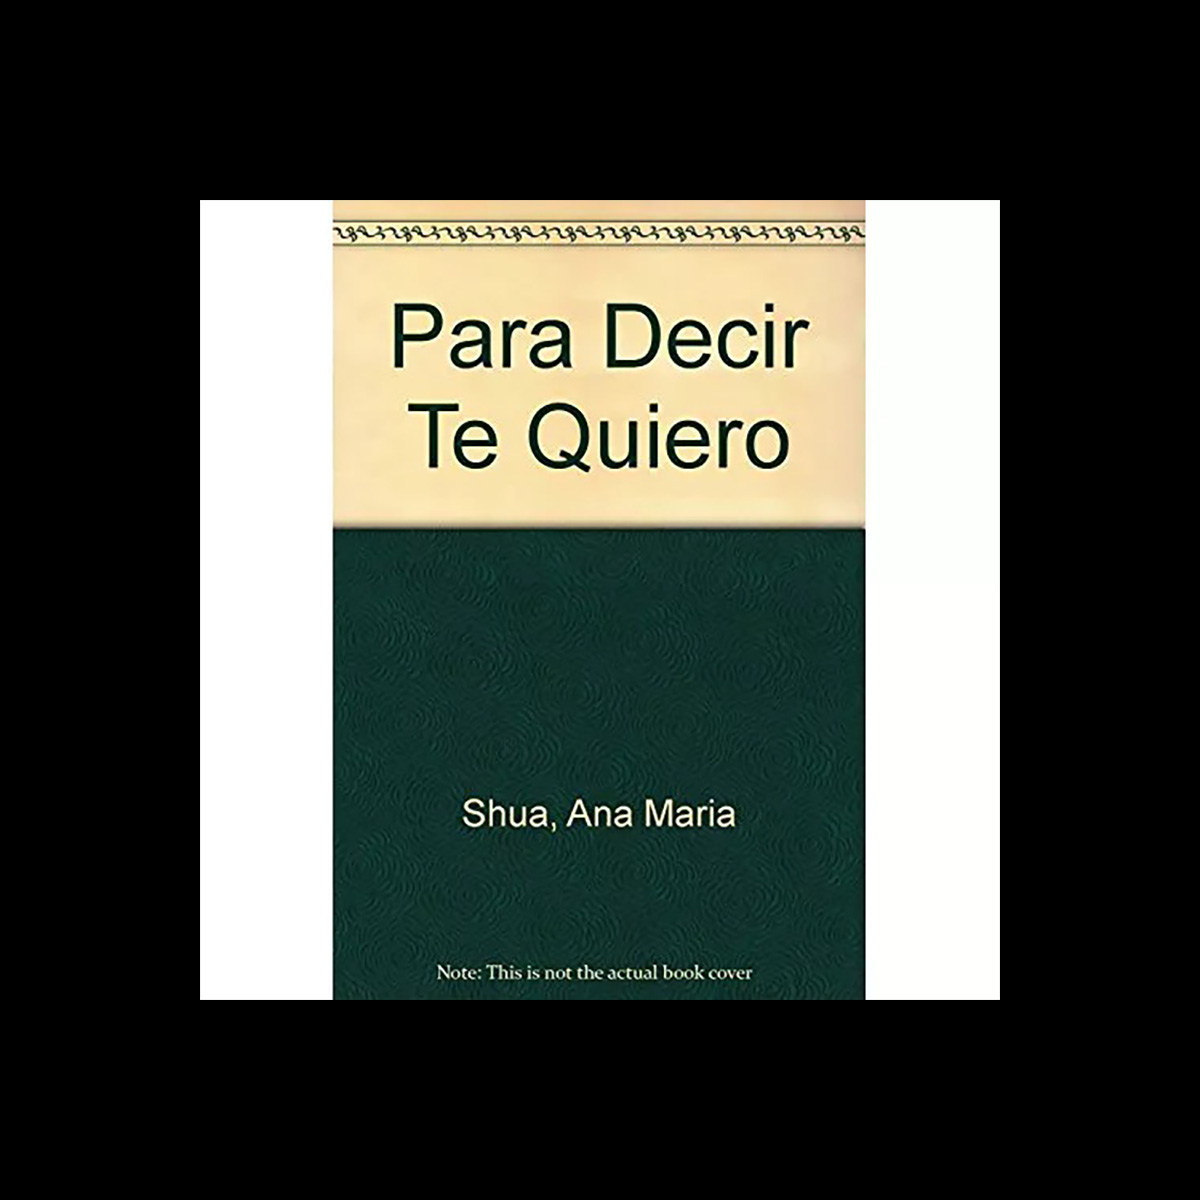 Para Decir
Te Quiero
Shua, Ana Maria
Note: This is not the actual book cover